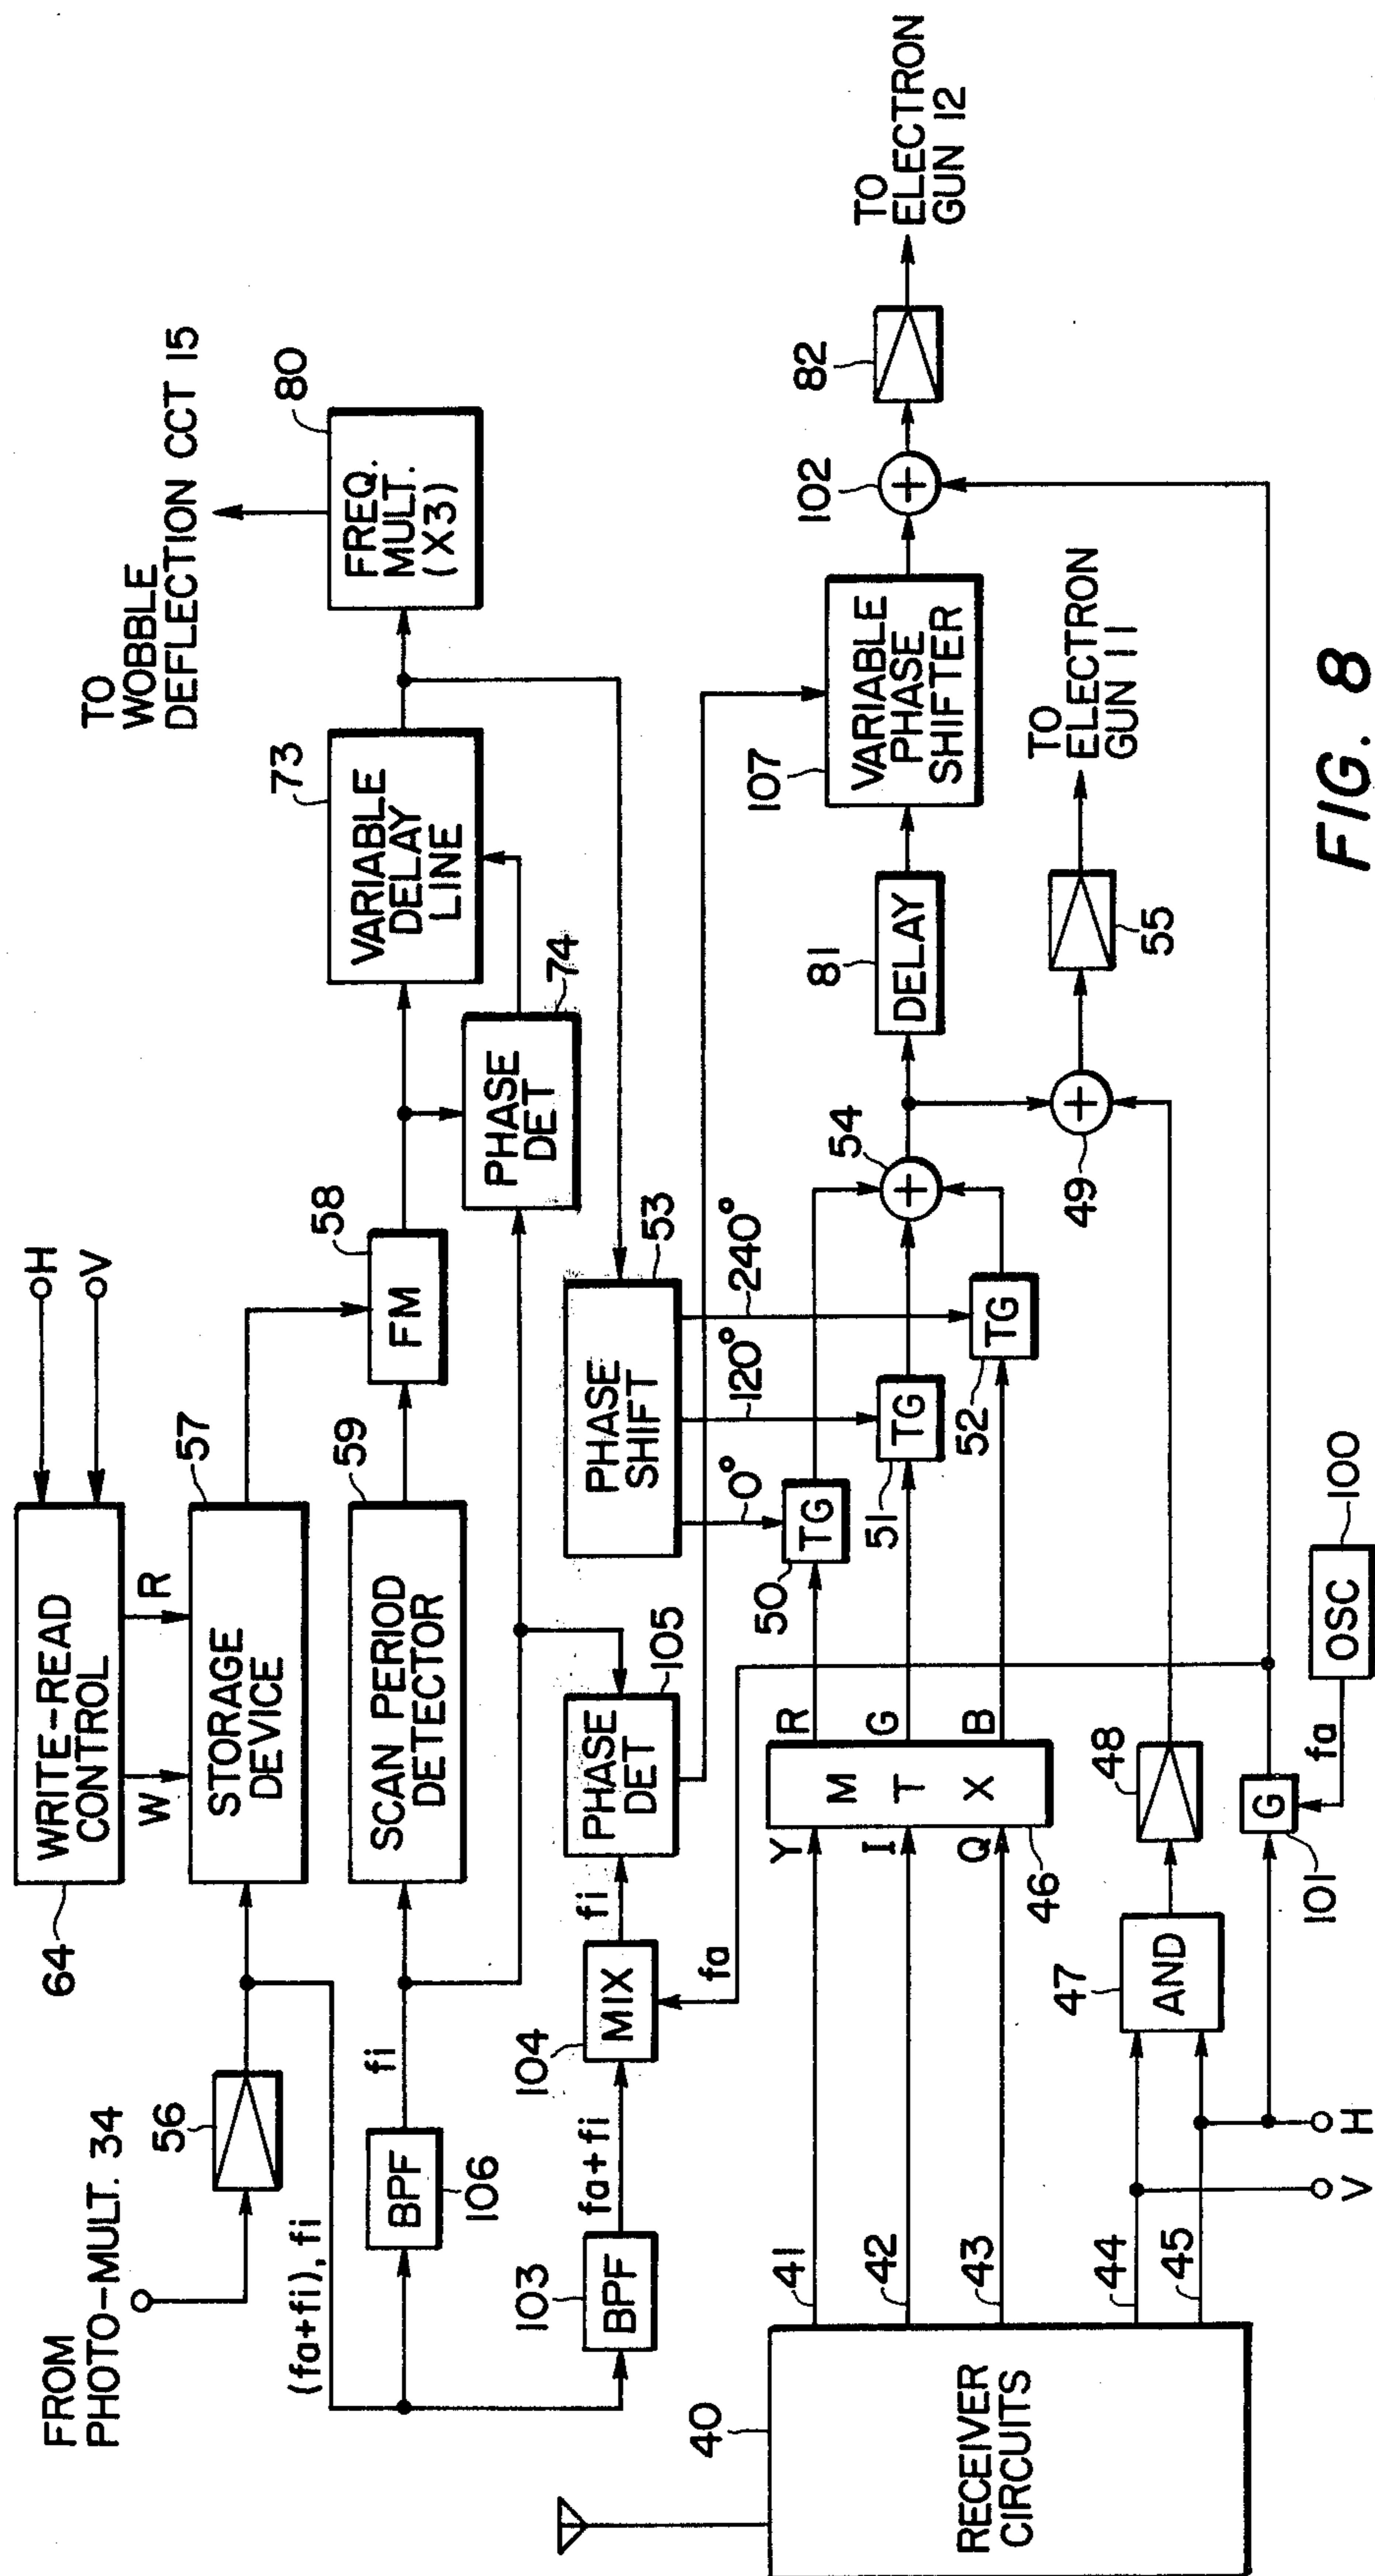 FROM
PHOTO-MULT. 34
56
(fa+fi), fi
64
WRITE-READ
CONTROL
H
V
W
R
57
STORAGE
DEVICE
59
SCAN PERIOD
DETECTOR
58
FM
fi
BPF
106
74
PHASE
DET
73
VARIABLE
DELAY
LINE
TO
WOBBLE
DEFLECTION CCT 15
80
FREQ.
MULT.
(X3)
103
BPF
fa+fi
104
MIX
fi
fa
PHASE
DET
105
PHASE
SHIFT
53
0°
120°
240°
40
RECEIVER
CIRCUITS
41
42
43
44
45
Y
I
Q
M
T
X
46
R
G
B
50
TG
51
TG
52
TG
54
+
81
DELAY
107
VARIABLE
PHASE
SHIFTER
102
+
82
TO
ELECTRON
GUN 12
49
+
55
TO
ELECTRON
GUN 11
47
AND
48
V
H
101
G
fa
OSC
100
FIG. 8